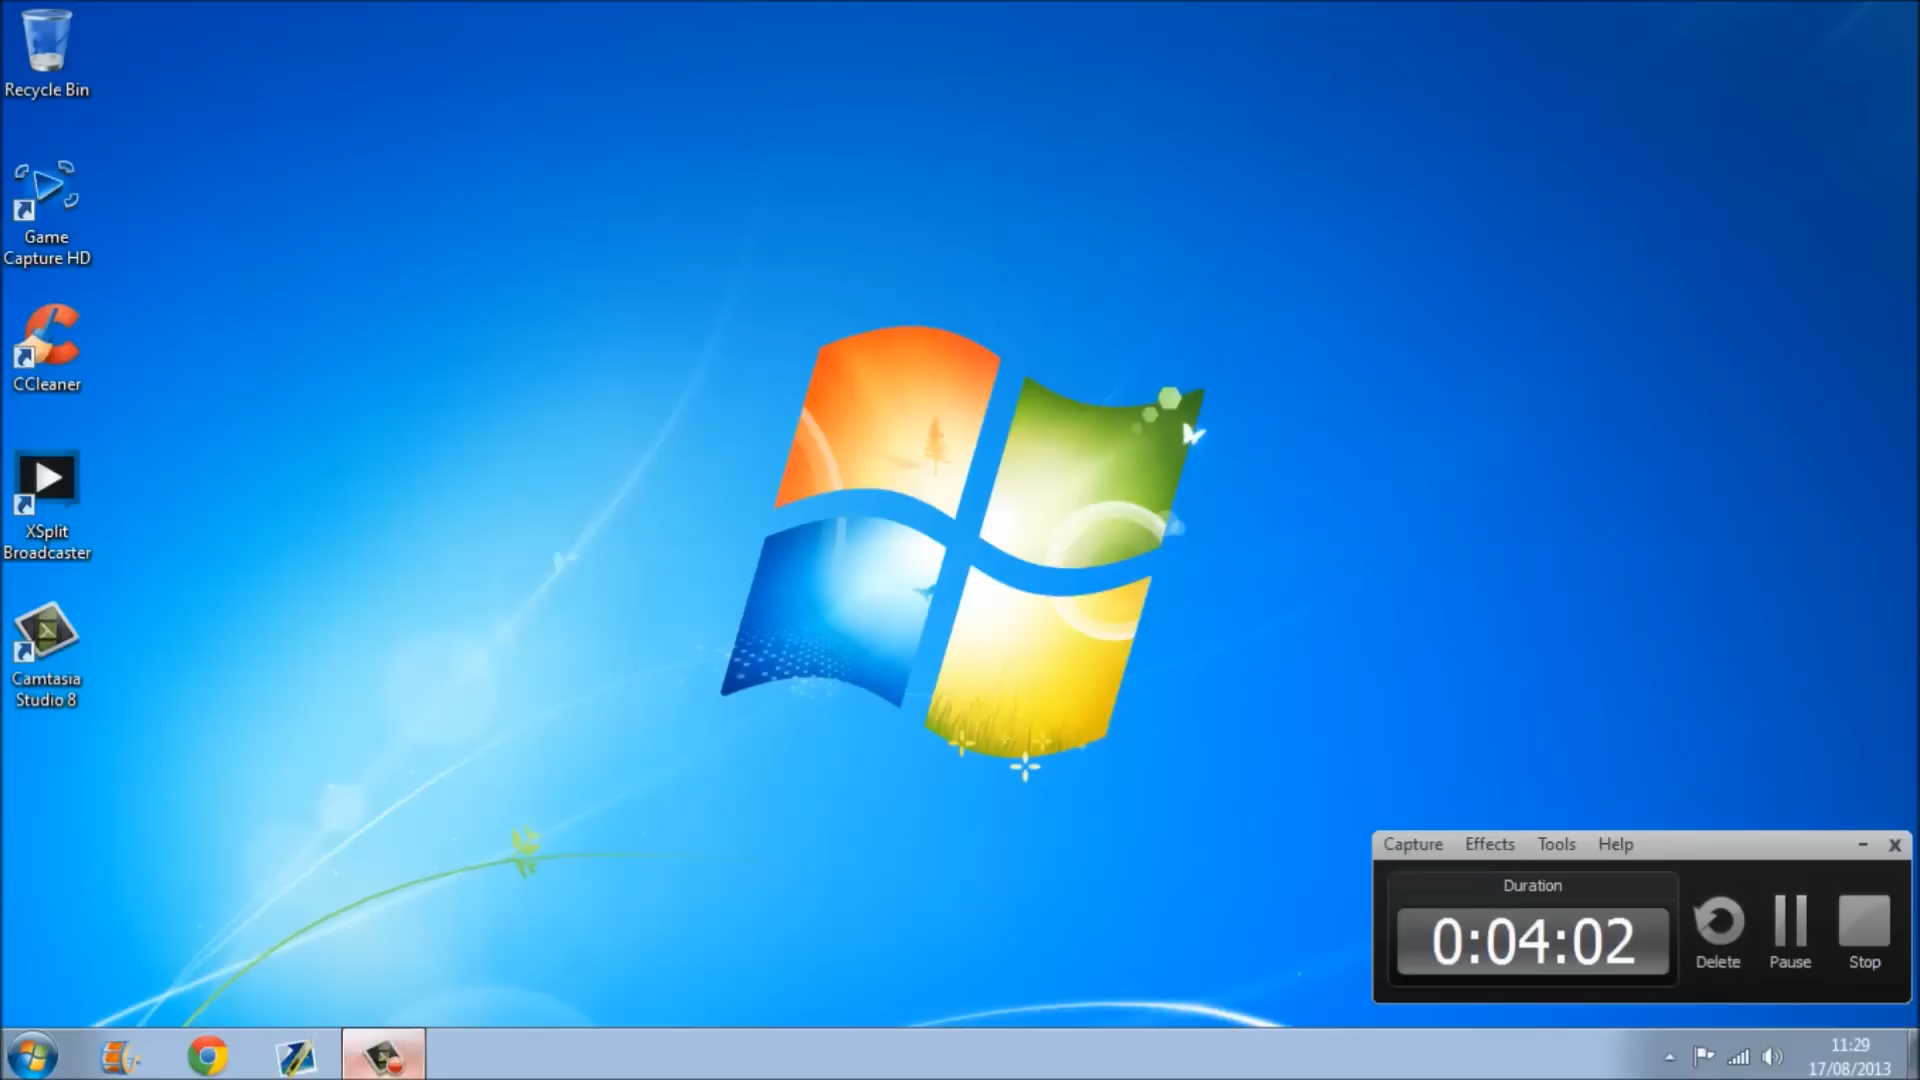 Recycle Bin
Game
Capture HD
CCleaner
XSplit
Broadcaster
Camtasia
Studio 8
Capture Effects Tools Help
Duration
0:04:02
Delete Pause Stop
11:29
17/08/2013